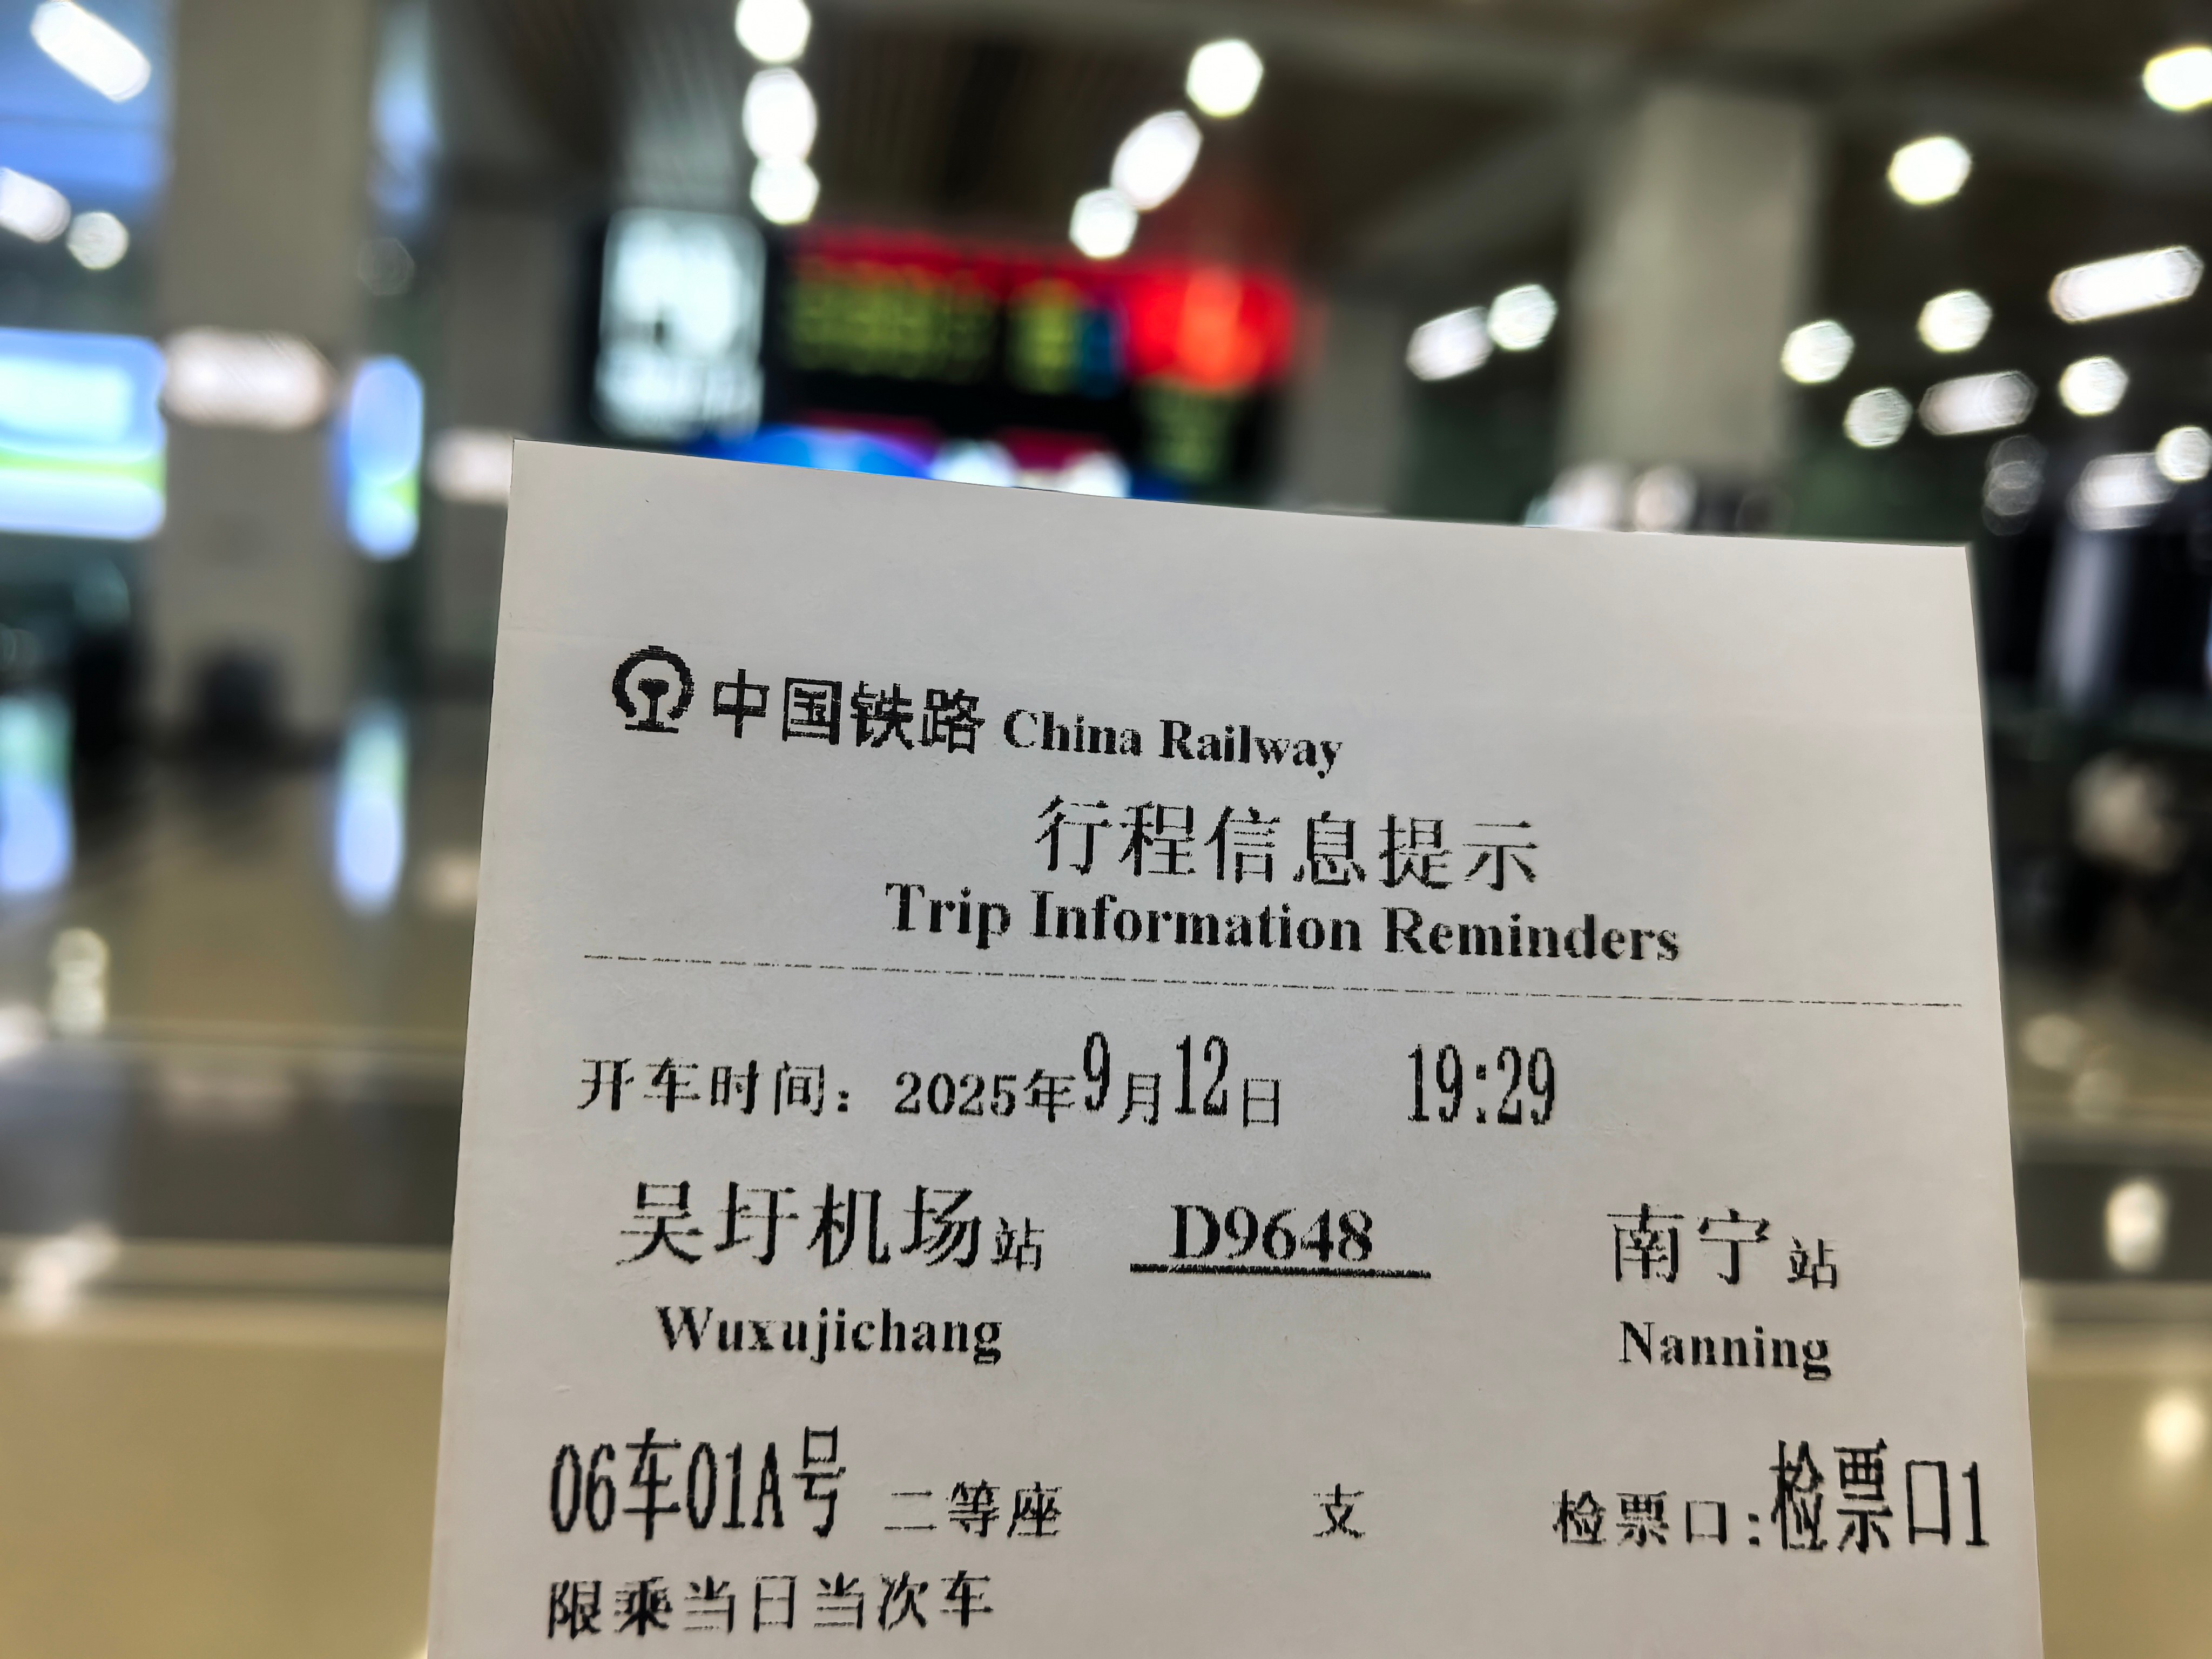 中国铁路 China Railway
行程信息提示
Trip Information Reminders
开车时间：2025年9月12日 19:29
吴圩机场站 D9648 南宁站
Wuxujichang Nanning
06车01A号 二等座 支 检票口:检票口1
限乘当日当次车